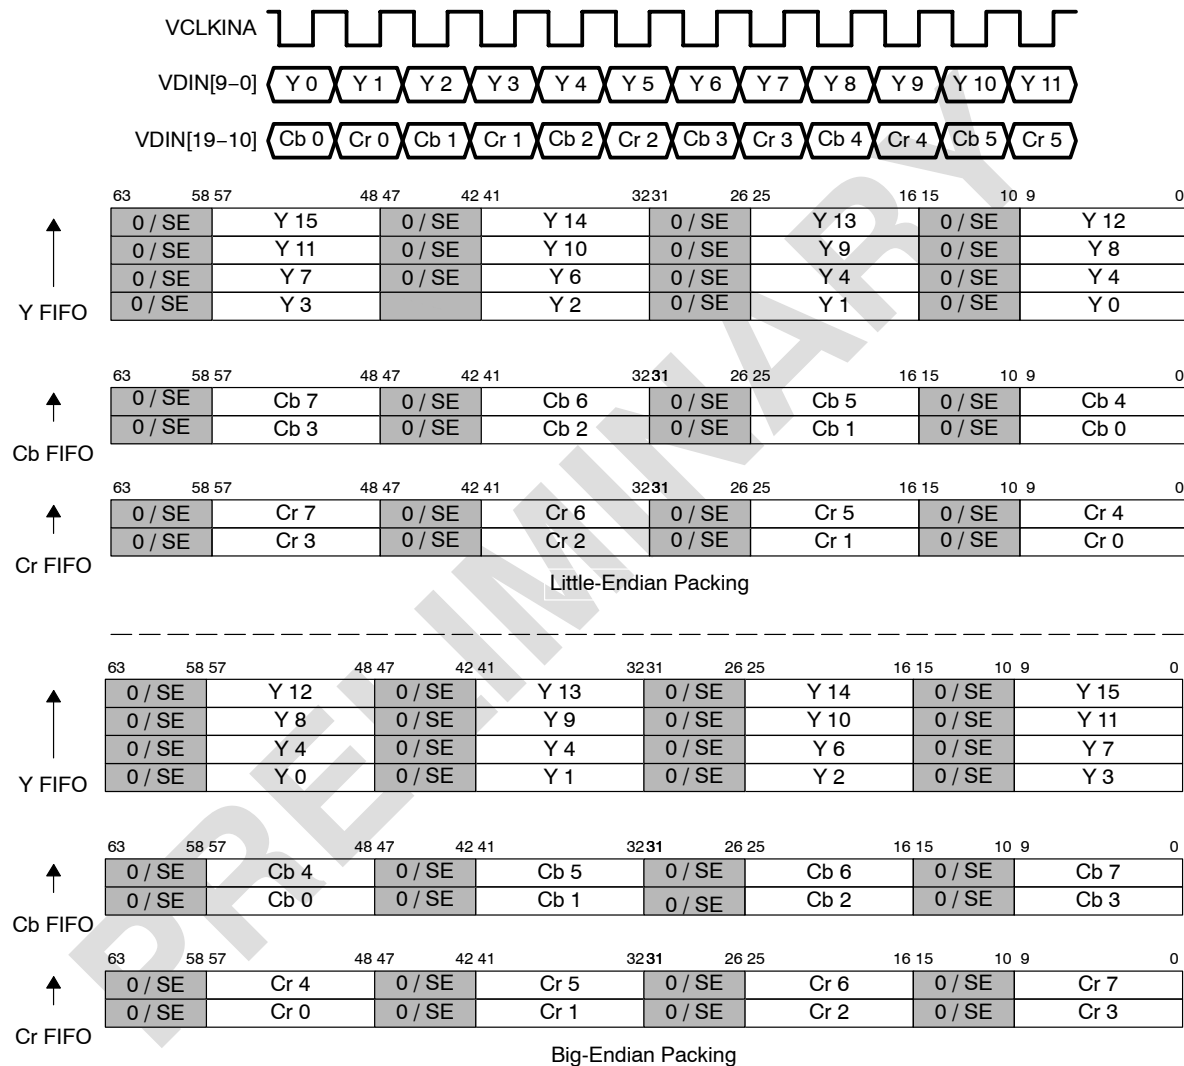 VCLKINA
VDIN[9−0] Y 0 Y 1 Y 2 Y 3 Y 4 Y 5 Y 6 Y 7 Y 8 Y 9 Y 10 Y 11
VDIN[19−10] Cb 0 Cr 0 Cb 1 Cr 1 Cb 2 Cr 2 Cb 3 Cr 3 Cb 4 Cr 4 Cb 5 Cr 5
63 58 57 48 47 42 41 32 31 26 25 16 15 10 9 0
0 / SE Y 15 0 / SE Y 14 0 / SE Y 13 0 / SE Y 12
0 / SE Y 11 0 / SE Y 10 0 / SE Y 9 0 / SE Y 8
0 / SE Y 7 0 / SE Y 6 0 / SE Y 4 0 / SE Y 4
0 / SE Y 3 Y 2 0 / SE Y 1 0 / SE Y 0
Y FIFO
63 58 57 48 47 42 41 32 31 26 25 16 15 10 9 0
0 / SE Cb 7 0 / SE Cb 6 0 / SE Cb 5 0 / SE Cb 4
0 / SE Cb 3 0 / SE Cb 2 0 / SE Cb 1 0 / SE Cb 0
Cb FIFO
63 58 57 48 47 42 41 32 31 26 25 16 15 10 9 0
0 / SE Cr 7 0 / SE Cr 6 0 / SE Cr 5 0 / SE Cr 4
0 / SE Cr 3 0 / SE Cr 2 0 / SE Cr 1 0 / SE Cr 0
Cr FIFO
Little-Endian Packing
63 58 57 48 47 42 41 32 31 26 25 16 15 10 9 0
0 / SE Y 12 0 / SE Y 13 0 / SE Y 14 0 / SE Y 15
0 / SE Y 8 0 / SE Y 9 0 / SE Y 10 0 / SE Y 11
0 / SE Y 4 0 / SE Y 4 0 / SE Y 6 0 / SE Y 7
0 / SE Y 0 0 / SE Y 1 0 / SE Y 2 0 / SE Y 3
Y FIFO
63 58 57 48 47 42 41 32 31 26 25 16 15 10 9 0
0 / SE Cb 4 0 / SE Cb 5 0 / SE Cb 6 0 / SE Cb 7
0 / SE Cb 0 0 / SE Cb 1 0 / SE Cb 2 0 / SE Cb 3
Cb FIFO
63 58 57 48 47 42 41 32 31 26 25 16 15 10 9 0
0 / SE Cr 4 0 / SE Cr 5 0 / SE Cr 6 0 / SE Cr 7
0 / SE Cr 0 0 / SE Cr 1 0 / SE Cr 2 0 / SE Cr 3
Cr FIFO
Big-Endian Packing
PRELIMINARY